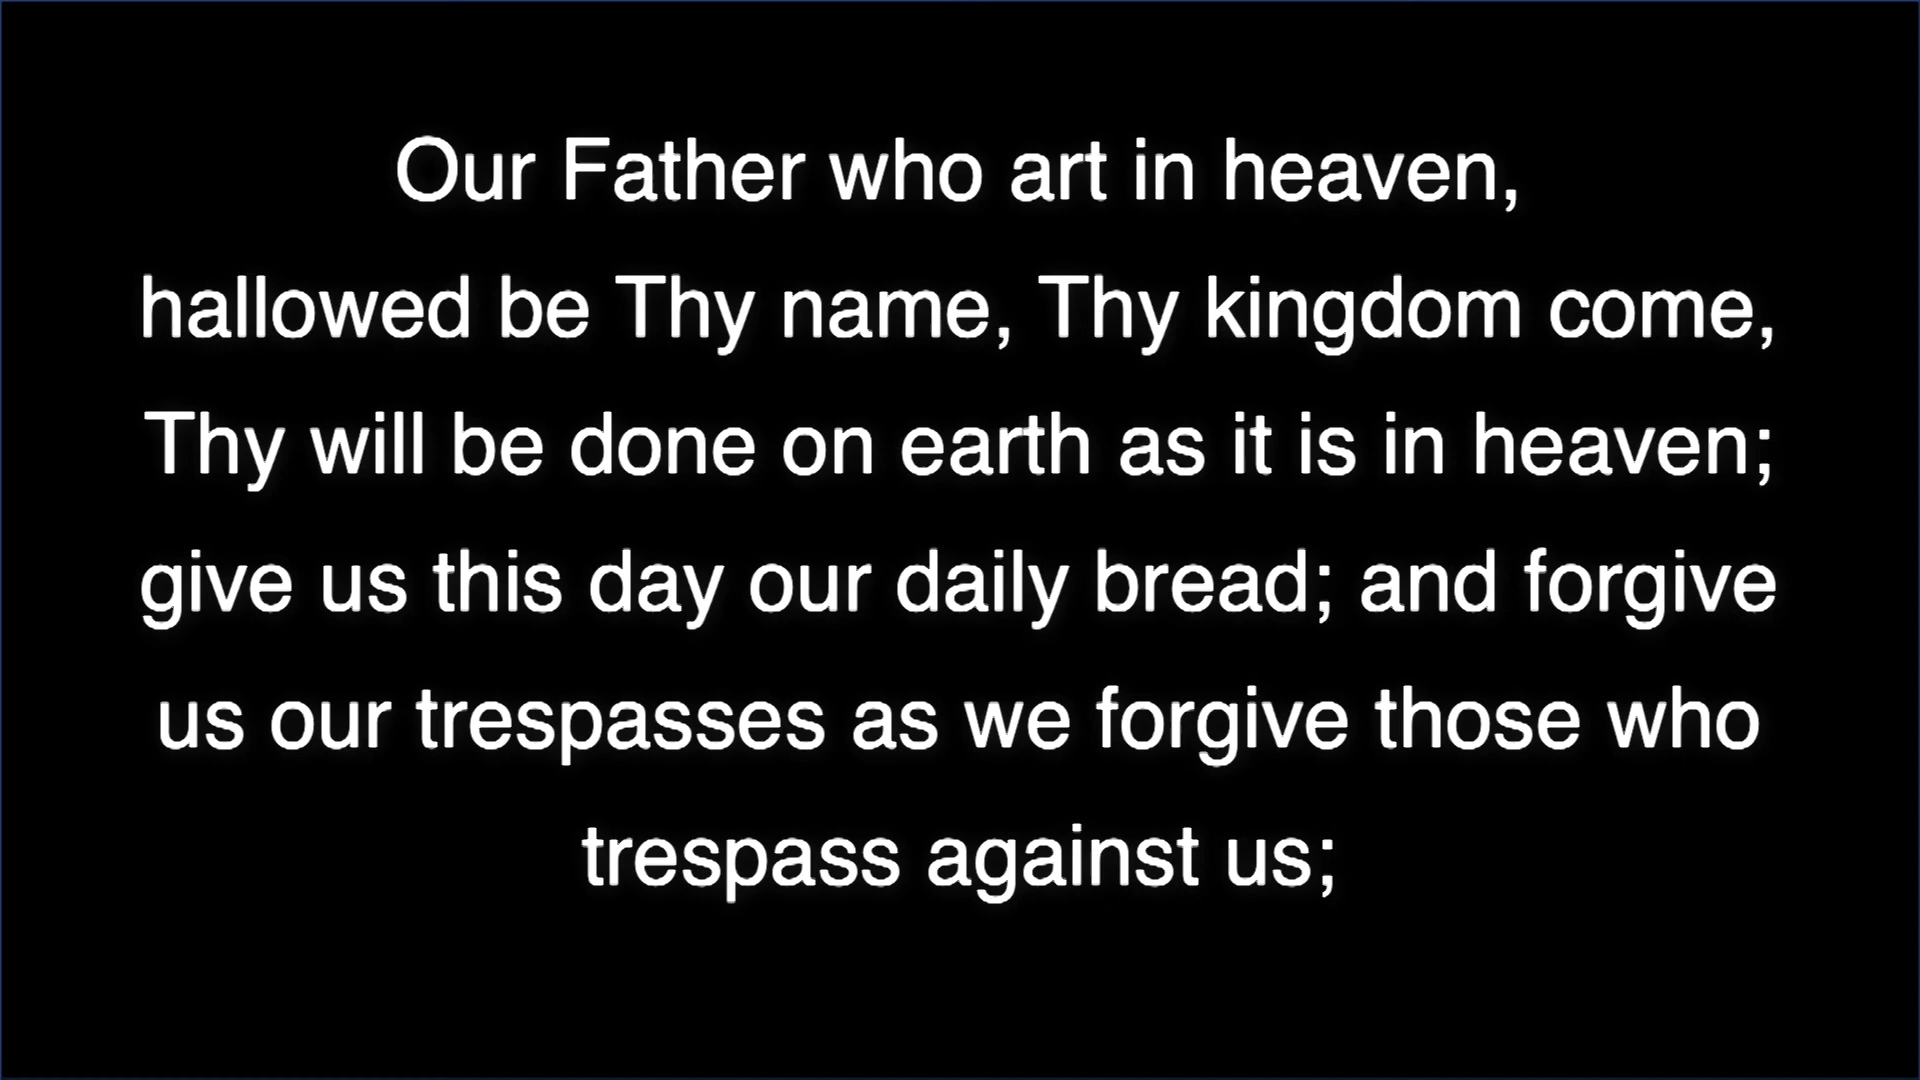 Our Father who art in heaven,
hallowed be Thy name, Thy kingdom come,
Thy will be done on earth as it is in heaven;
give us this day our daily bread; and forgive
us our trespasses as we forgive those who
trespass against us;